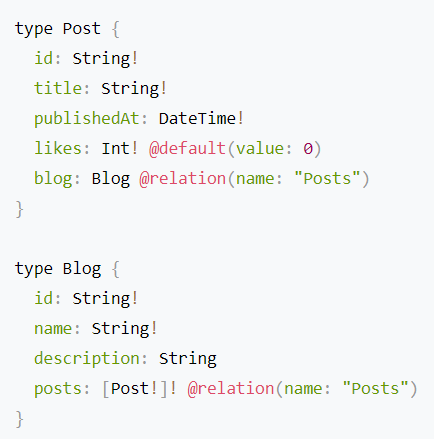 type Post {
  id: String!
  title: String!
  publishedAt: DateTime!
  likes: Int! @default(value: 0)
  blog: Blog @relation(name: "Posts")
}

type Blog {
  id: String!
  name: String!
  description: String
  posts: [Post!]! @relation(name: "Posts")
}